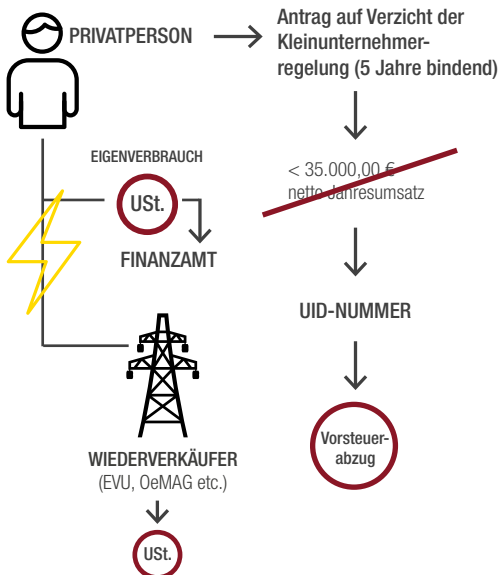 PRIVATPERSON
Antrag auf Verzicht der
Kleinunternehmer-
regelung (5 Jahre bindend)
< 35.000,00 €
netto Jahresumsatz
UID-NUMMER
Vorsteuer-
abzug
EIGENVERBRAUCH
USt.
FINANZAMT
WIEDERVERKÄUFER
(EVU, OeMAG etc.)
USt.